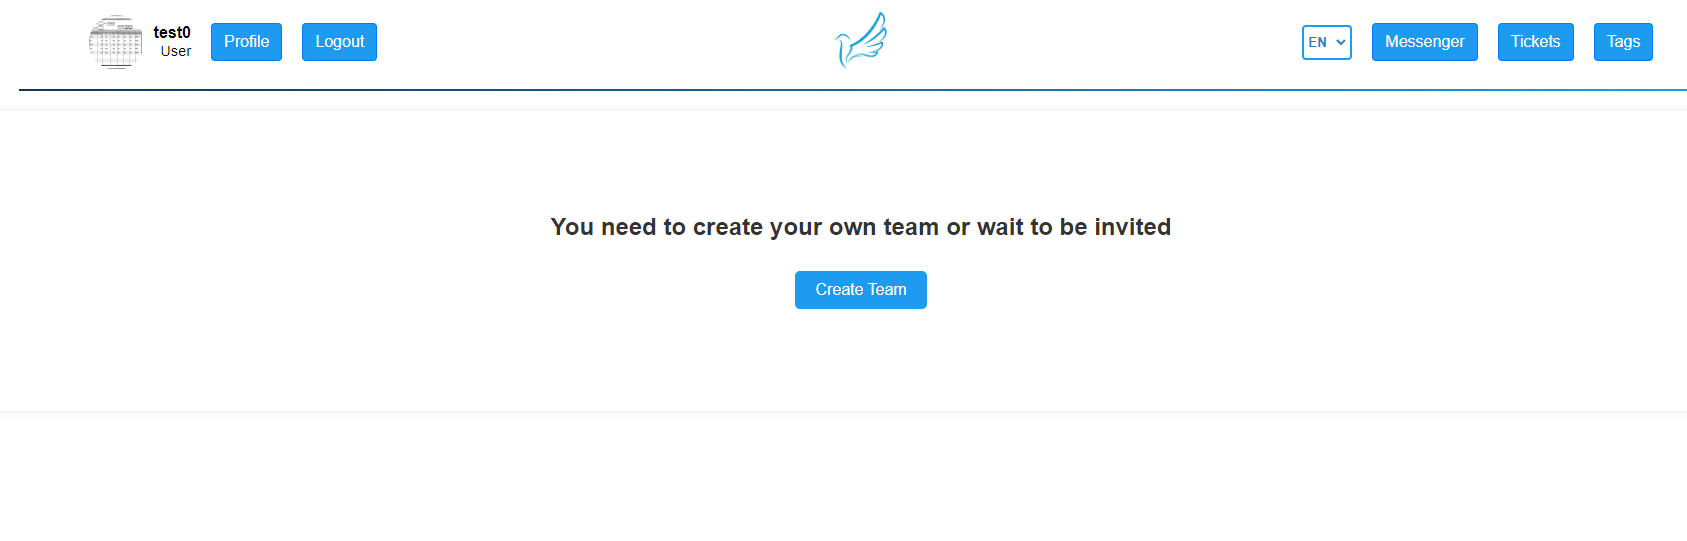 test0
User
Profile
Logout
EN
Messenger
Tickets
Tags
You need to create your own team or wait to be invited
Create Team